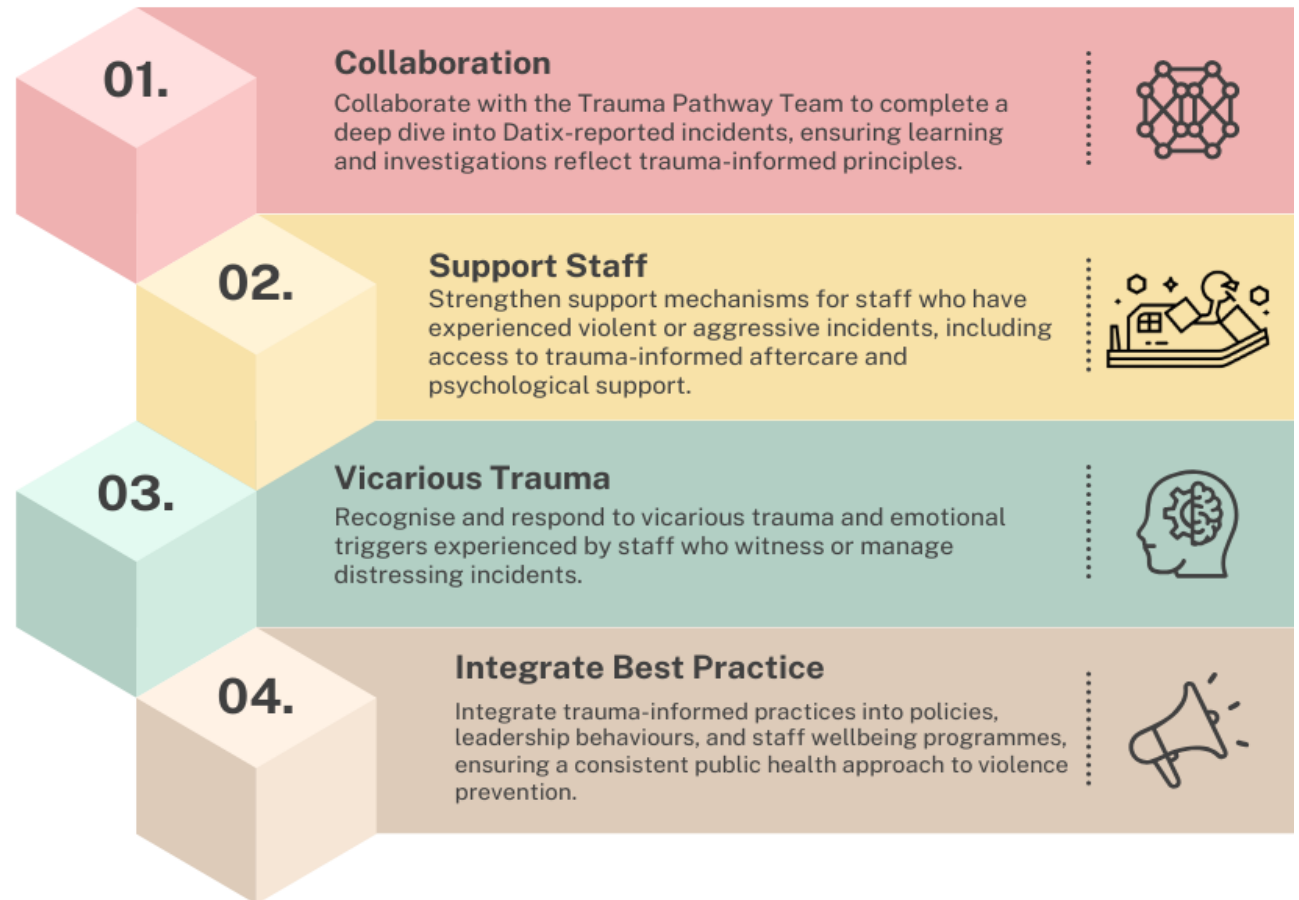 01.
Collaboration
Collaborate with the Trauma Pathway Team to complete a
deep dive into Datix-reported incidents, ensuring learning
and investigations reflect trauma-informed principles.
02.
Support Staff
Strengthen support mechanisms for staff who have
experienced violent or aggressive incidents, including
access to trauma-informed aftercare and
psychological support.
03.
Vicarious Trauma
Recognise and respond to vicarious trauma and emotional
triggers experienced by staff who witness or manage
distressing incidents.
04.
Integrate Best Practice
Integrate trauma-informed practices into policies,
leadership behaviours, and staff wellbeing programmes,
ensuring a consistent public health approach to violence
prevention.